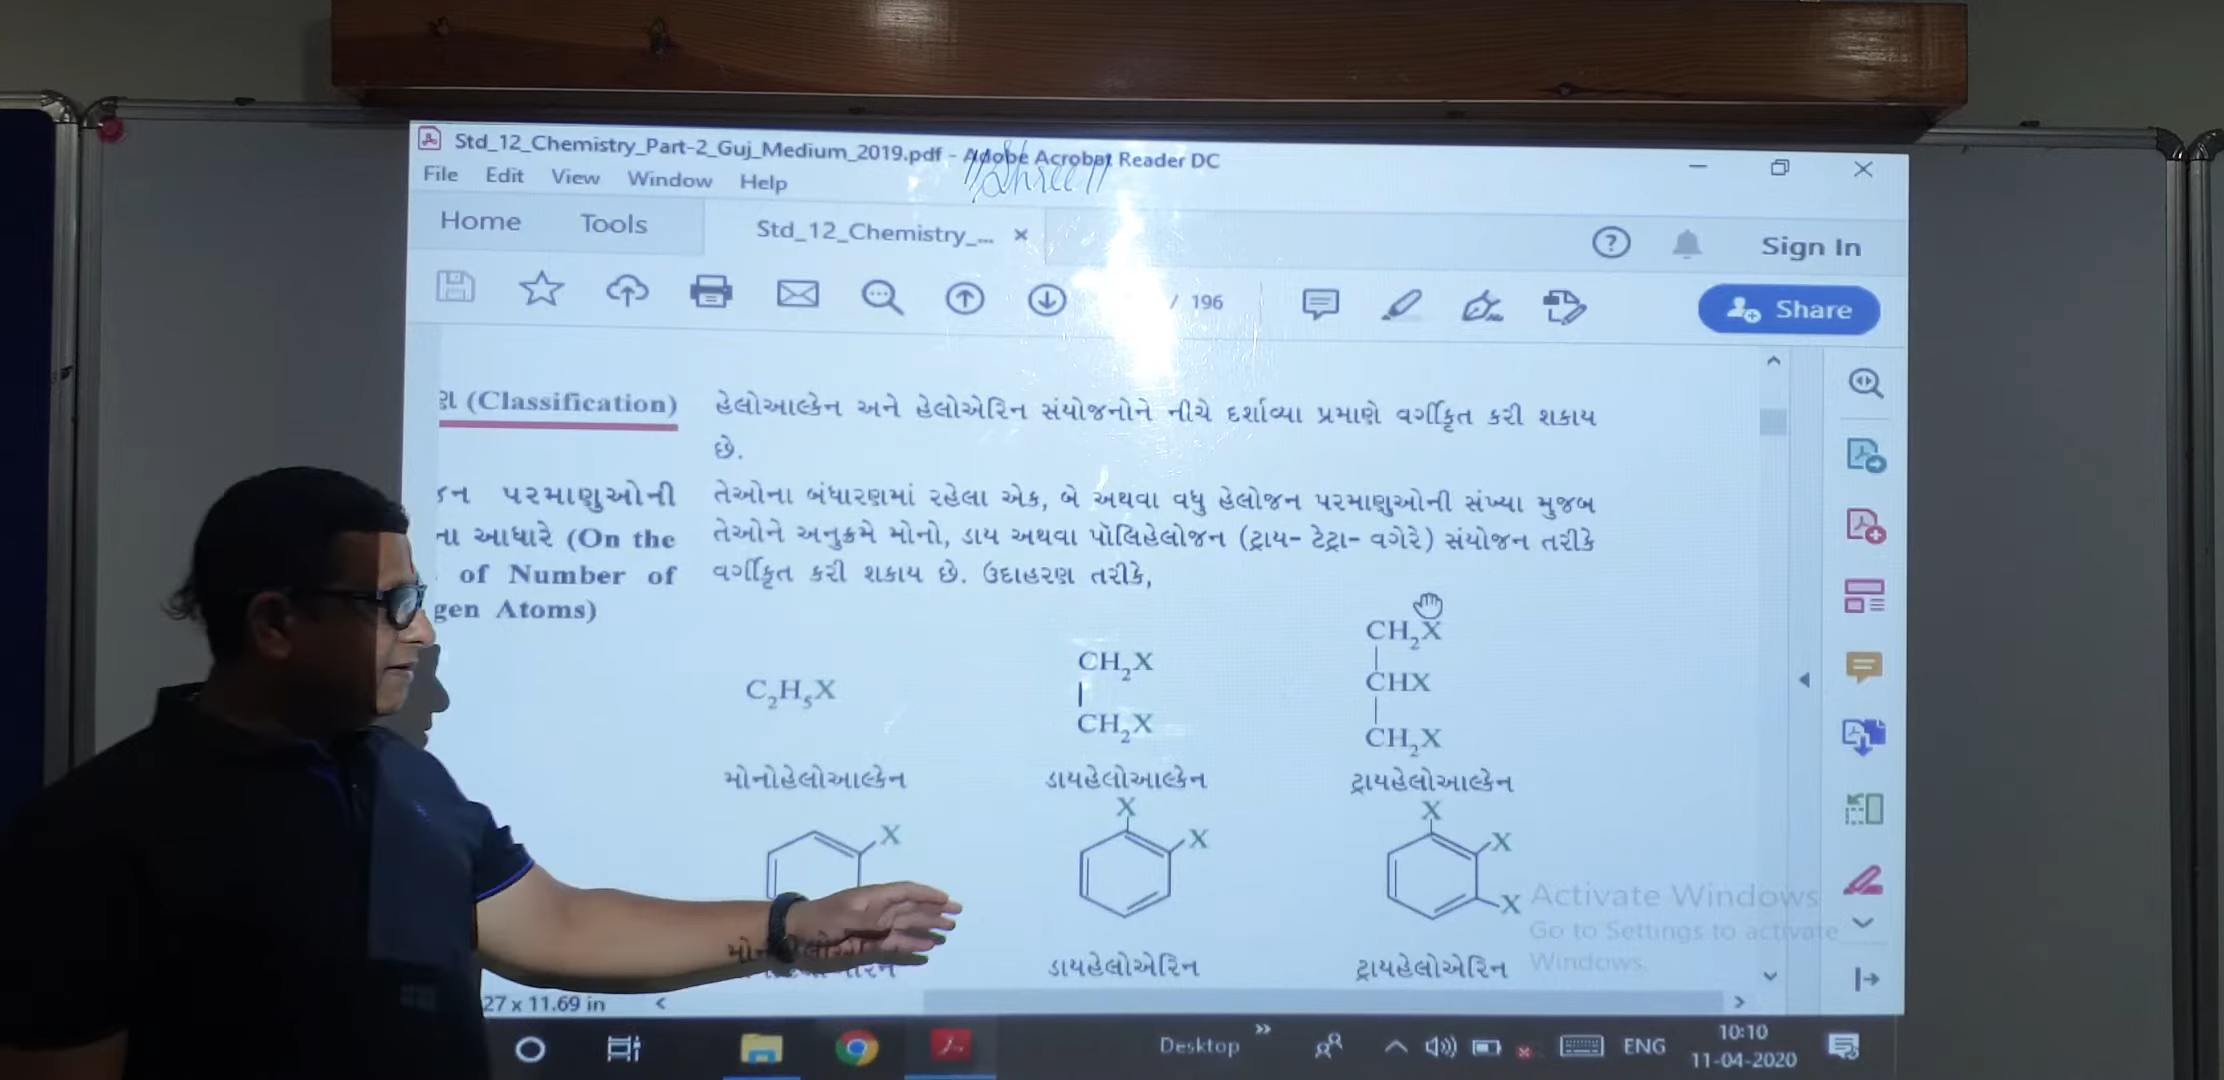 Std_12_Chemistry_Part-2_Guj_Medium_2019.pdf - Adobe Acrobat Reader DC
//Shree//
File Edit View Window Help
Home Tools Std_12_Chemistry_... ×
Sign In
/ 196
Share
ણ (Classification)
હેલોઆલ્કેન અને હેલોએરિન સંયોજનોને નીચે દર્શાવ્યા પ્રમાણે વર્ગીકૃત કરી શકાય
છે.
પરમાણુઓની
ના આધારે (On the
of Number of
gen Atoms)
તેઓના બંધારણમાં રહેલા એક, બે અથવા વધુ હેલોજન પરમાણુઓની સંખ્યા મુજબ
તેઓને અનુક્રમે મોનો, ડાય અથવા પૉલિહેલોજન (ટ્રાય- ટેટ્રા- વગેરે) સંયોજન તરીકે
વર્ગીકૃત કરી શકાય છે. ઉદાહરણ તરીકે,
C₂H₅X
CH₂X
CH₂X
CH₂X
CHX
CH₂X
મોનોહેલોઆલ્કેન ડાયહેલોઆલ્કેન ટ્રાયહેલોઆલ્કેન
X
X X
X X X
ડાયહેલોએરિન ટ્રાયહેલોએરિન
Activate Windows
Go to Settings to activate
Windows.
27 x 11.69 in
Desktop
ENG
10:10
11-04-2020